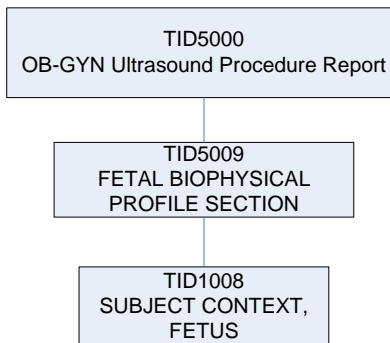 TID5000
OB-GYN Ultrasound Procedure Report
TID5009
FETAL BIOPHYSICAL
PROFILE SECTION
TID1008
SUBJECT CONTEXT,
FETUS